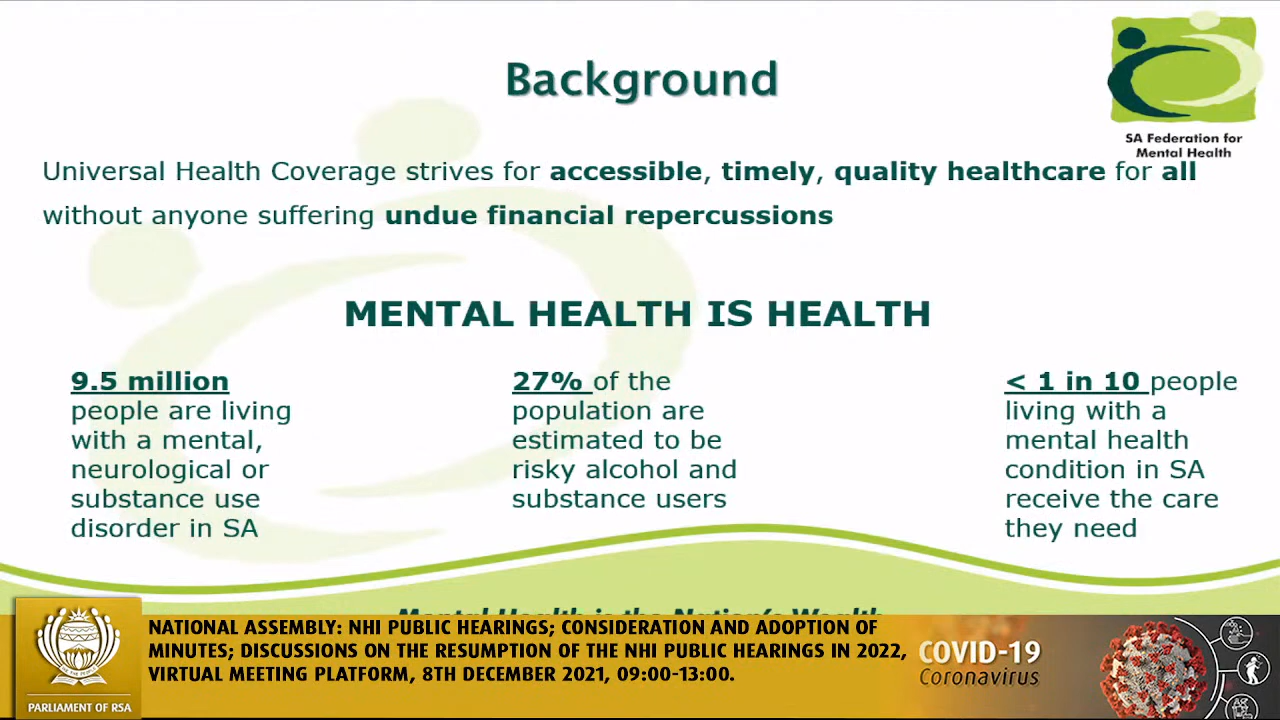 Background
SA Federation for
Mental Health
Universal Health Coverage strives for accessible, timely, quality healthcare for all
without anyone suffering undue financial repercussions
MENTAL HEALTH IS HEALTH
9.5 million
people are living
with a mental,
neurological or
substance use
disorder in SA
27% of the
population are
estimated to be
risky alcohol and
substance users
< 1 in 10 people
living with a
mental health
condition in SA
receive the care
they need
Mental Health is the Nation's Wealth
NATIONAL ASSEMBLY: NHI PUBLIC HEARINGS; CONSIDERATION AND ADOPTION OF
MINUTES; DISCUSSIONS ON THE RESUMPTION OF THE NHI PUBLIC HEARINGS IN 2022,
VIRTUAL MEETING PLATFORM, 8TH DECEMBER 2021, 09:00-13:00.
PARLIAMENT OF RSA
COVID-19
Coronavirus